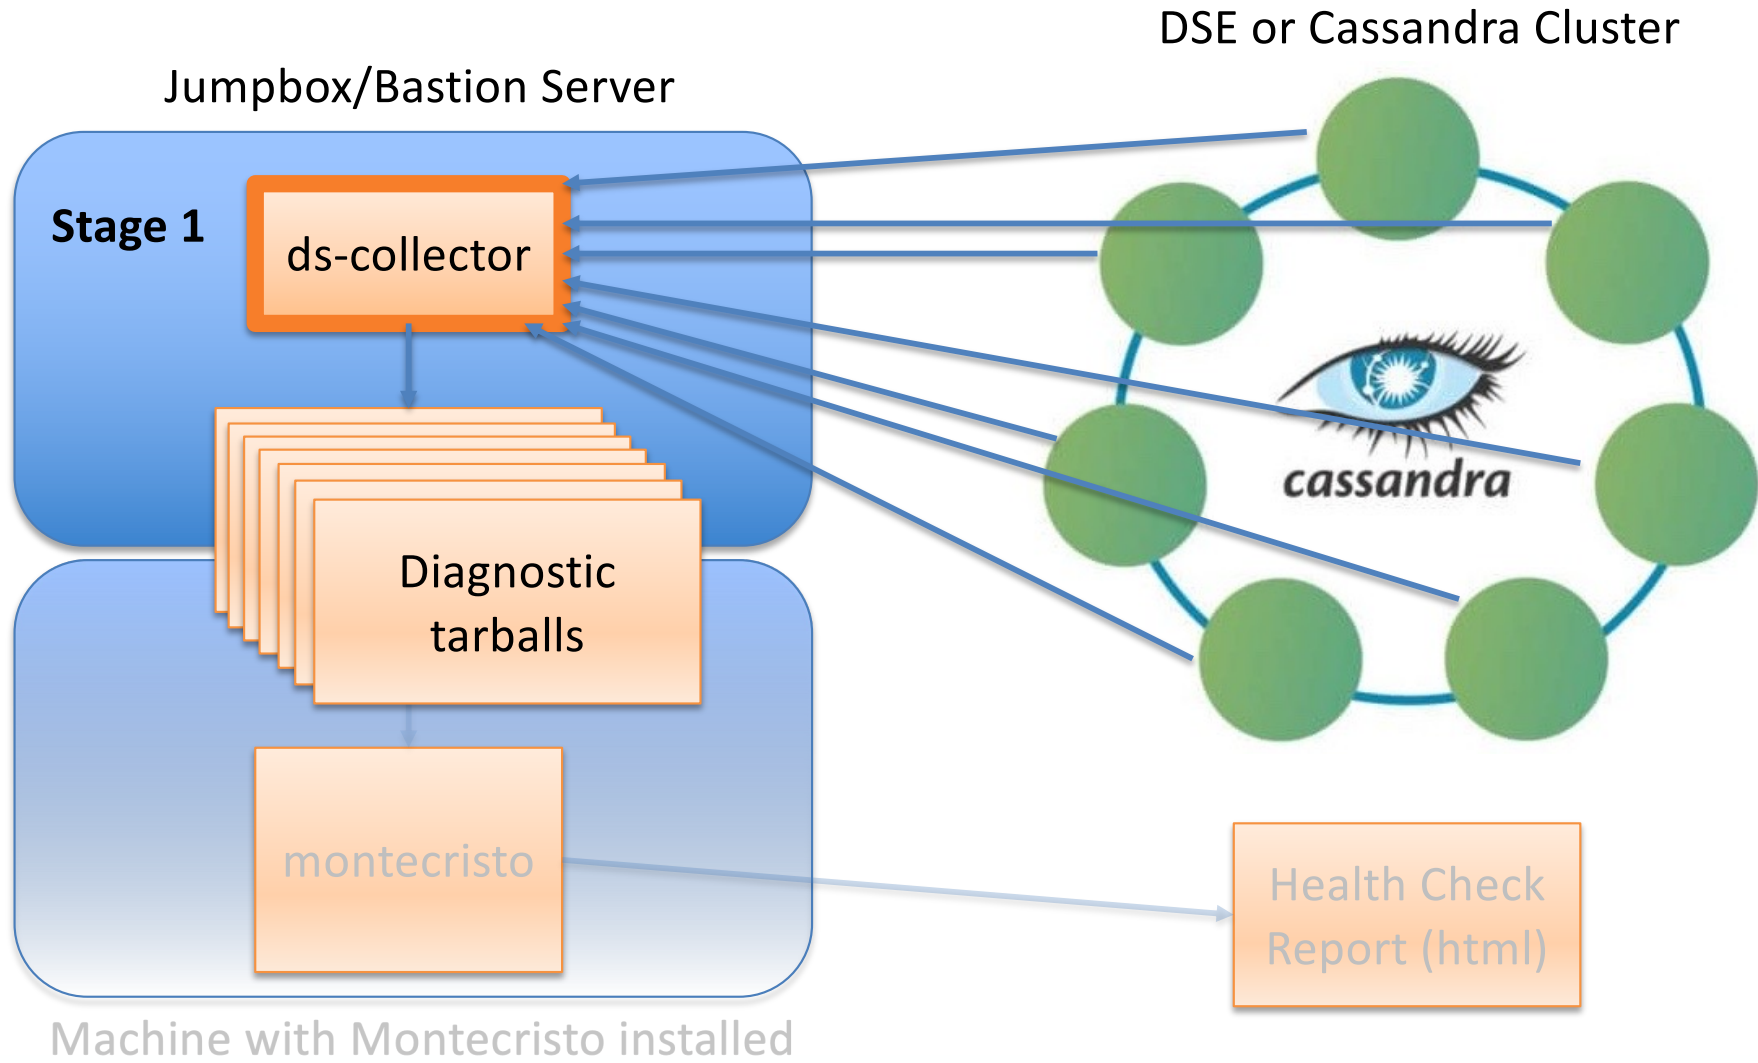 DSE or Cassandra Cluster
Jumpbox/Bastion Server
Stage 1
ds-collector
cassandra
Diagnostic
tarballs
montecristo
Health Check
Report (html)
Machine with Montecristo installed